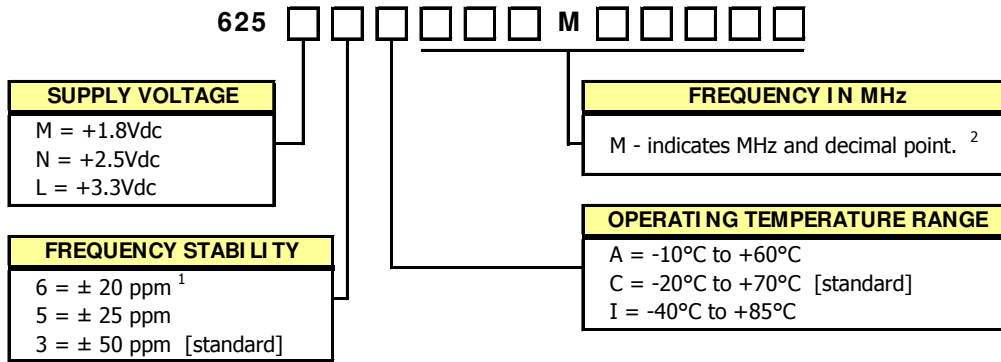 625 M
SUPPLY VOLTAGE
M = +1.8Vdc
N = +2.5Vdc
L = +3.3Vdc
FREQUENCY STABILITY
6 = ± 20 ppm 1
5 = ± 25 ppm
3 = ± 50 ppm [standard]
FREQUENCY IN MHz
M - indicates MHz and decimal point. 2
OPERATING TEMPERATURE RANGE
A = -10°C to +60°C
C = -20°C to +70°C [standard]
I = -40°C to +85°C